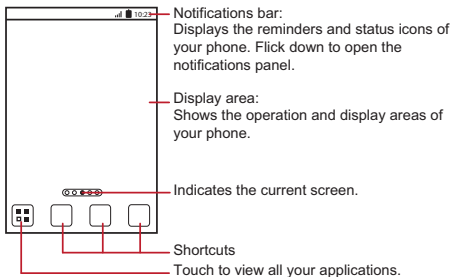 10:23
Notifications bar:
Displays the reminders and status icons of
your phone. Flick down to open the
notifications panel.
Display area:
Shows the operation and display areas of
your phone.
Indicates the current screen.
Shortcuts
Touch to view all your applications.